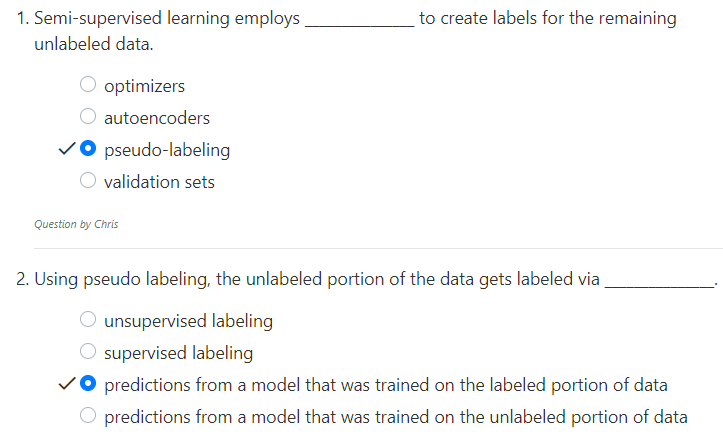 1. Semi-supervised learning employs _______________ to create labels for the remaining
unlabeled data.
optimizers
autoencoders
pseudo-labeling
validation sets
Question by Chris
2. Using pseudo labeling, the unlabeled portion of the data gets labeled via _______________.
unsupervised labeling
supervised labeling
predictions from a model that was trained on the labeled portion of data
predictions from a model that was trained on the unlabeled portion of data